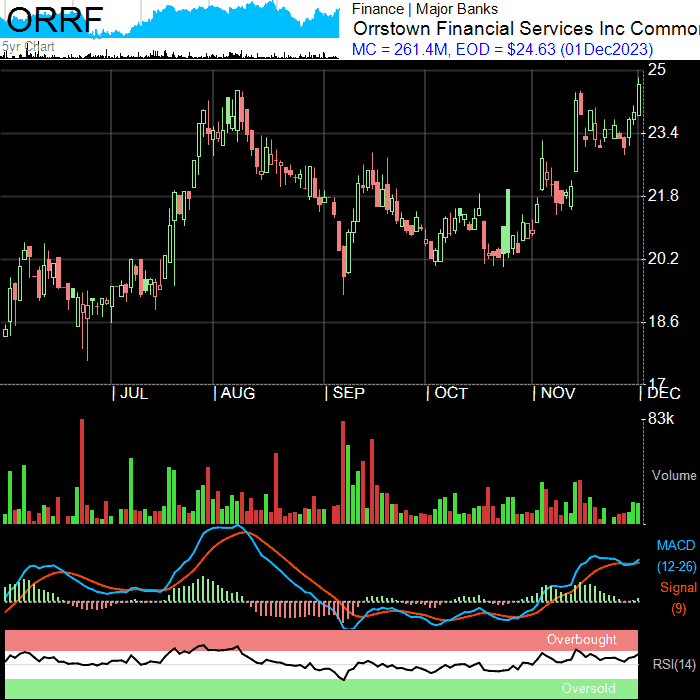 ORRF
5yr Chart
Finance | Major Banks
Orrstown Financial Services Inc Commo
MC = 261.4M, EOD = $24.63 (01Dec2023)
25
23.4
21.8
20.2
18.6
17
JUL
AUG
SEP
OCT
NOV
DEC
83k
Volume
MACD
(12-26)
Signal
(9)
Overbought
RSI(14)
Oversold